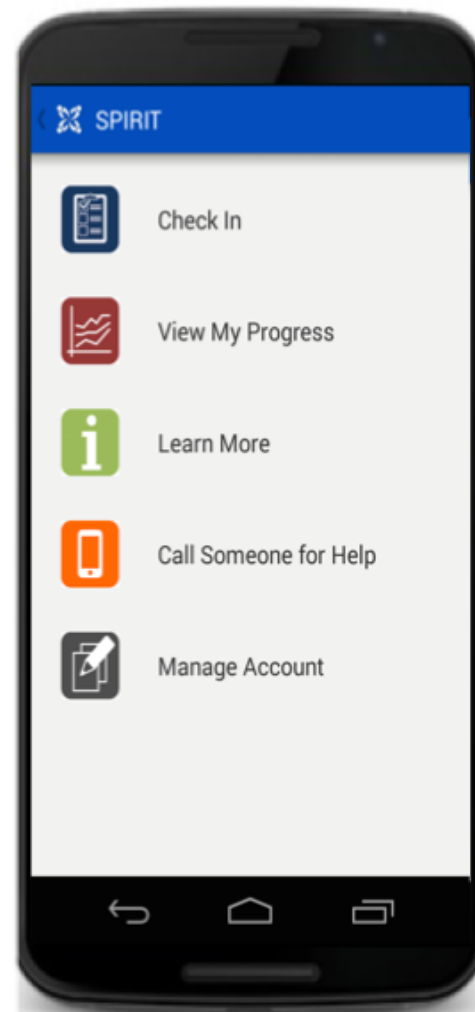 SPIRIT
Check In
View My Progress
Learn More
Call Someone for Help
Manage Account